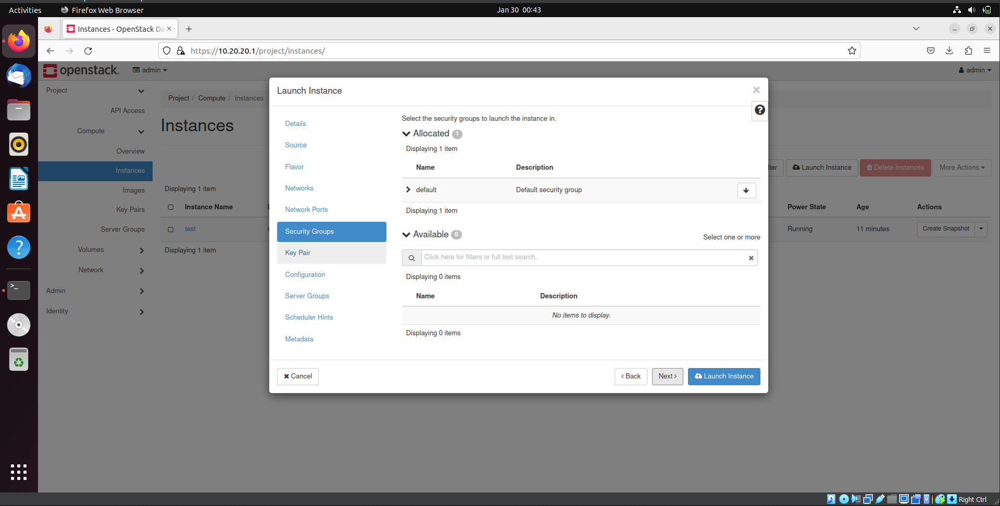 Activities
Firefox Web Browser
Jan 30 00:43
Instances - OpenStack Da
https://10.20.20.1/project/instances/
openstack.
admin
admin
Project
API Access
Compute
Overview
Instances
Images
Key Pairs
Server Groups
Volumes
Network
Admin
Identity
Project / Compute / Instances
Instances
Launch Instance
Delete Instances
More Actions
Displaying 1 item
Instance Name
Power State
Age
Actions
test
Running
11 minutes
Create Snapshot
Displaying 1 item
Launch Instance
Details
Source
Flavor
Networks
Network Ports
Security Groups
Key Pair
Configuration
Server Groups
Scheduler Hints
Metadata
Select the security groups to launch the instance in.
Allocated 1
Displaying 1 item
Name Description
default Default security group
Displaying 1 item
Available 0
Select one or more
Click here for filters or full text search.
Displaying 0 items
Name Description
No items to display.
Displaying 0 items
Cancel
Back
Next
Launch Instance
Right Ctrl